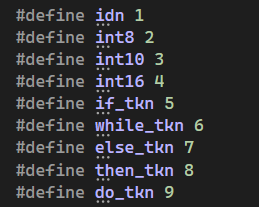 #define idn 1
#define int8 2
#define int10 3
#define int16 4
#define if_tkn 5
#define while_tkn 6
#define else_tkn 7
#define then_tkn 8
#define do_tkn 9